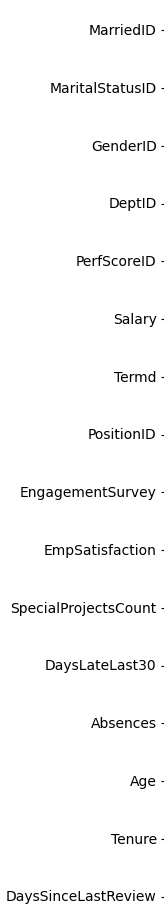 MarriedID
MaritalStatusID
GenderID
DeptID
PerfScoreID
Salary
Termd
PositionID
EngagementSurvey
EmpSatisfaction
SpecialProjectsCount
DaysLateLast30
Absences
Age
Tenure
DaysSinceLastReview